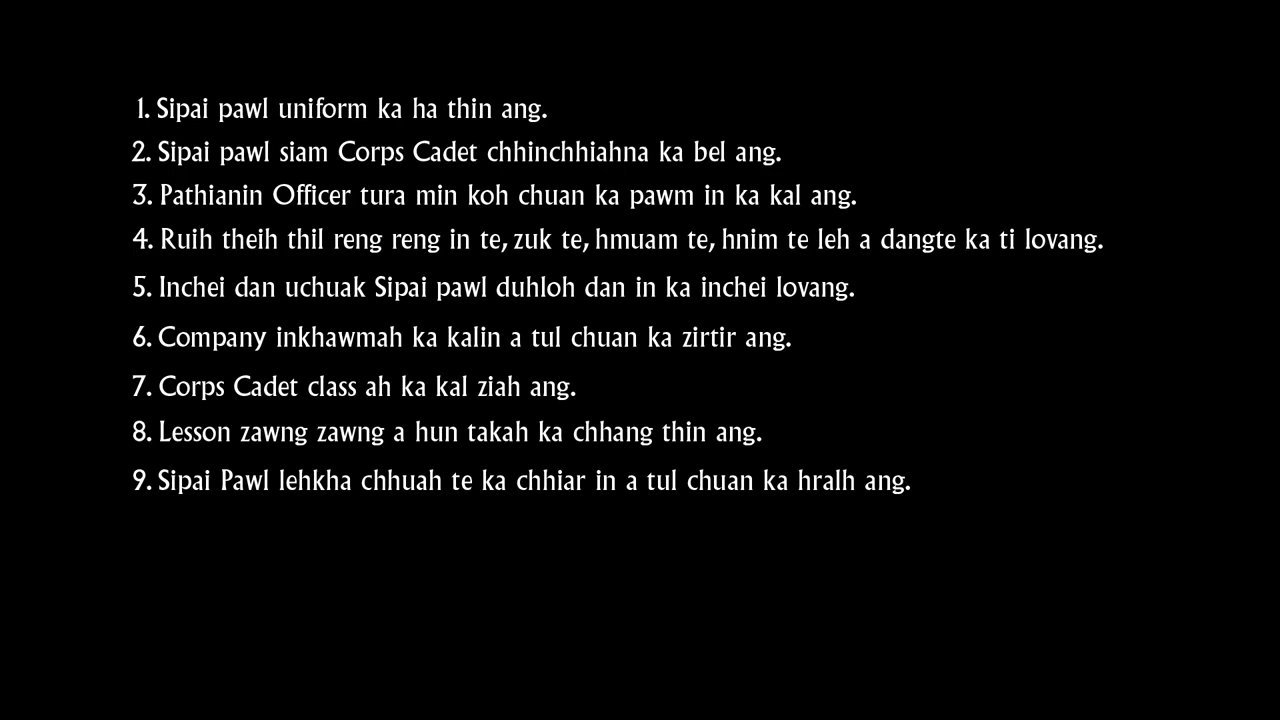 1. Sipai pawl uniform ka ha thin ang.
2. Sipai pawl siam Corps Cadet chhinchhiahna ka bel ang.
3. Pathianin Officer tura min koh chuan ka pawm in ka kal ang.
4. Ruih theih thil reng reng in te, zuk te, hmuam te, hnim te leh a dangte ka ti lovang.
5. Inchei dan uchuak Sipai pawl duhloh dan in ka inchei lovang.
6. Company inkhawmah ka kalin a tul chuan ka zirtir ang.
7. Corps Cadet class ah ka kal ziah ang.
8. Lesson zawng zawng a hun takah ka chhang thin ang.
9. Sipai Pawl lehkha chhuah te ka chhiar in a tul chuan ka hralh ang.